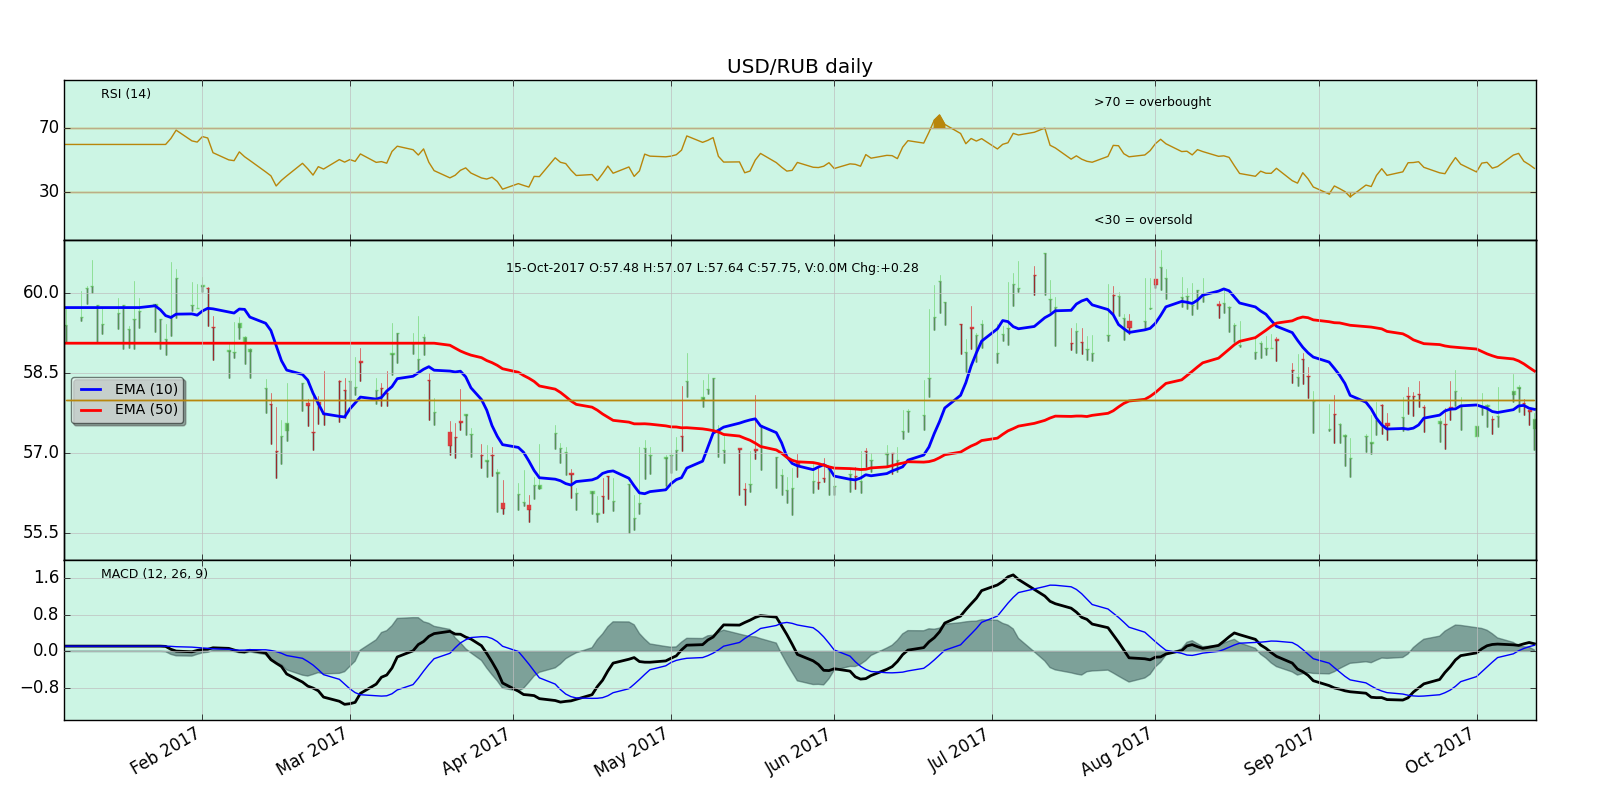 USD/RUB daily
RSI (14)
>70 = overbought
70
30
<30 = oversold
15-Oct-2017 O:57.48 H:57.07 L:57.64 C:57.75, V:0.0M Chg:+0.28
60.0
58.5
EMA (10)
EMA (50)
57.0
55.5
MACD (12, 26, 9)
1.6
0.8
0.0
−0.8
Feb 2017 Mar 2017 Apr 2017 May 2017 Jun 2017 Jul 2017 Aug 2017 Sep 2017 Oct 2017